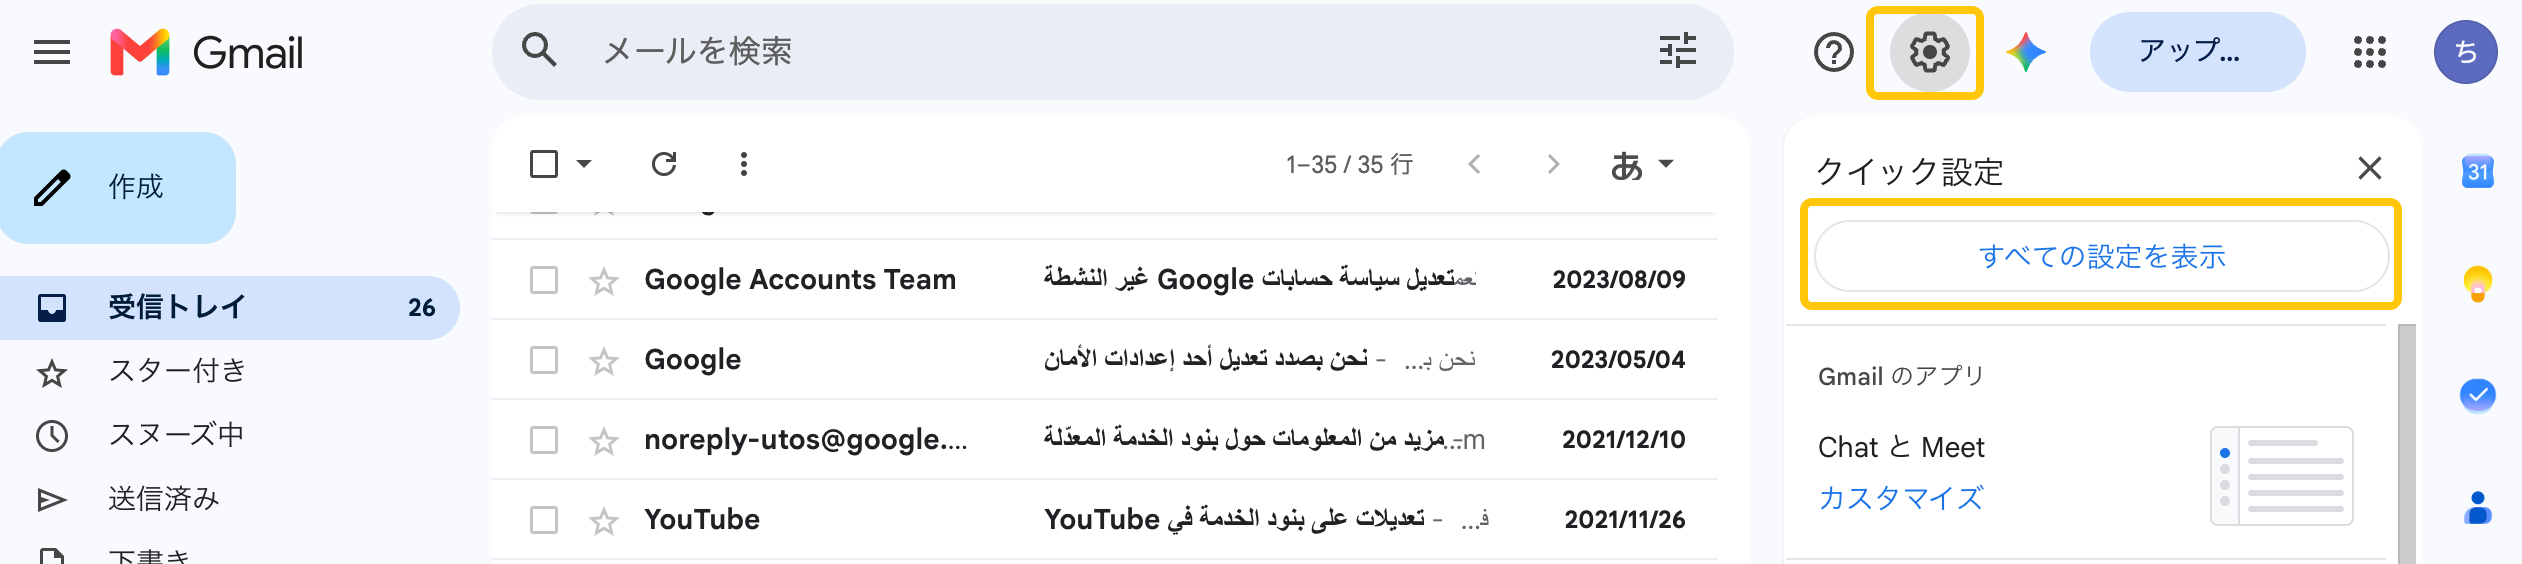 Gmail
メールを検索
アップ...
ち
作成
1–35 / 35 行
あ
クイック設定
31
すべての設定を表示
受信トレイ 26
Google Accounts Team تعديل سياسة حسابات Google غير النشطة 2023/08/09
スター付き
Google نحن بصدد تعديل أحد إعدادات الأمان - نحن بـ... 2023/05/04
Gmail のアプリ
スヌーズ中
noreply-utos@google.... مزيد من المعلومات حول بنود الخدمة المعدّلة 2021/12/10
Chat と Meet
カスタマイズ
送信済み
YouTube تعديلات على بنود الخدمة في YouTube - فـ... 2021/11/26
下書き